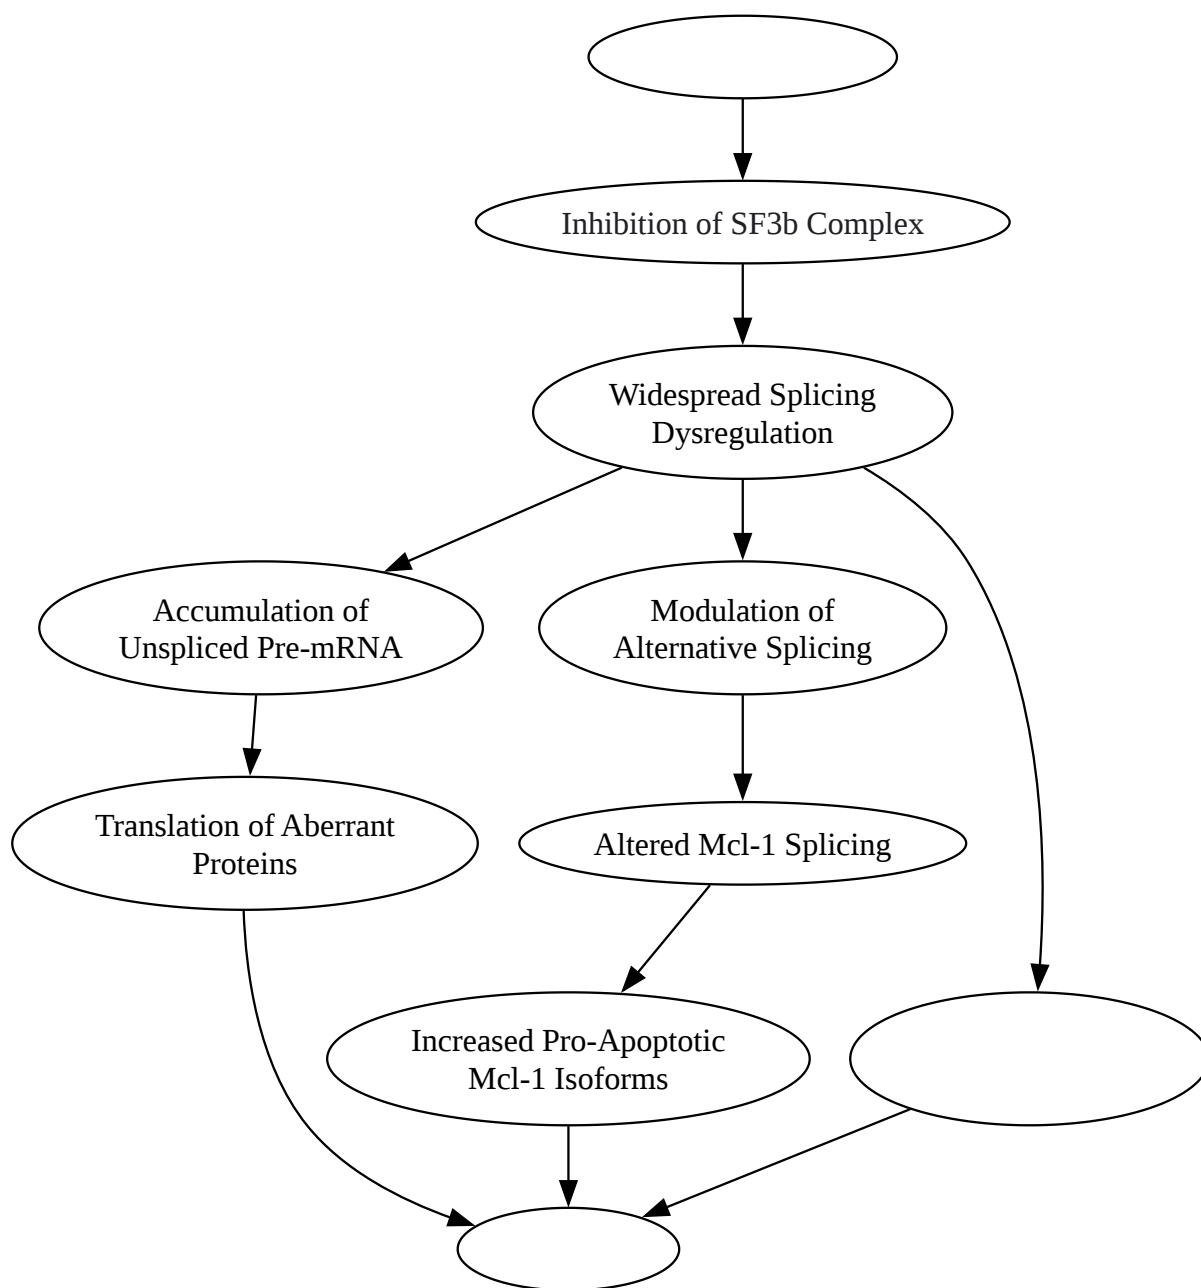 Inhibition of SF3b Complex
Widespread Splicing
Dysregulation
Accumulation of
Unspliced Pre-mRNA
Modulation of
Alternative Splicing
Translation of Aberrant
Proteins
Altered Mcl-1 Splicing
Increased Pro-Apoptotic
Mcl-1 Isoforms